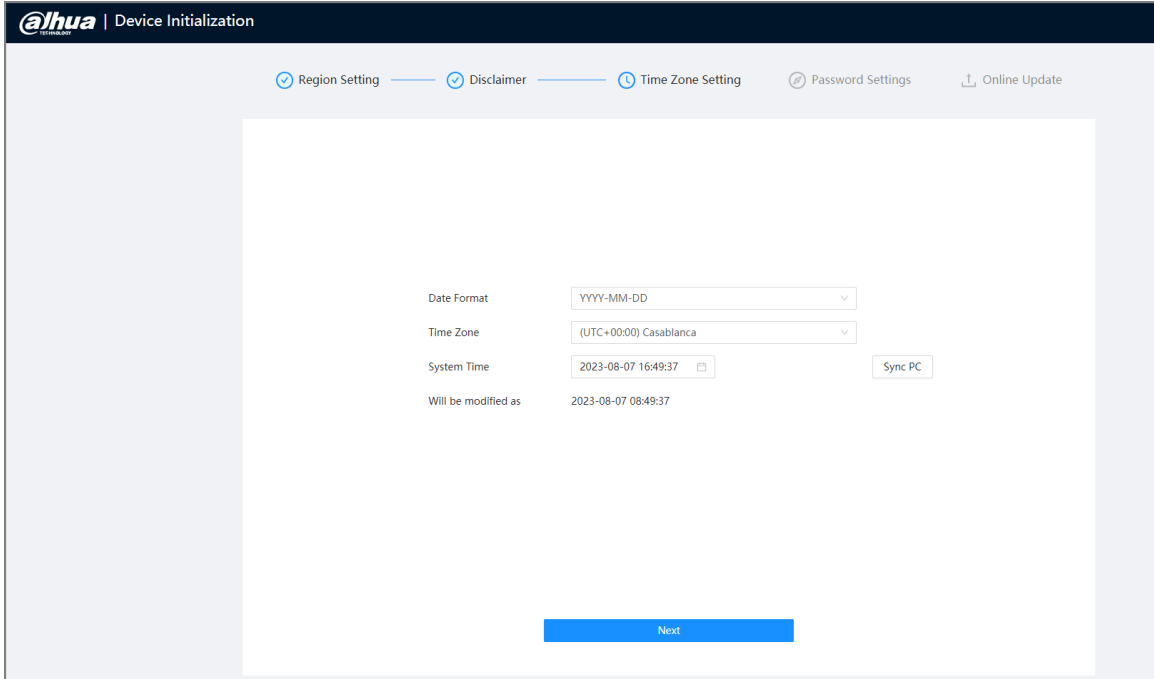 alhua | Device Initialization
TECHNOLOGY
Region Setting Disclaimer Time Zone Setting Password Settings Online Update
Date Format YYYY-MM-DD
Time Zone (UTC+00:00) Casablanca
System Time 2023-08-07 16:49:37 Sync PC
Will be modified as 2023-08-07 08:49:37
Next